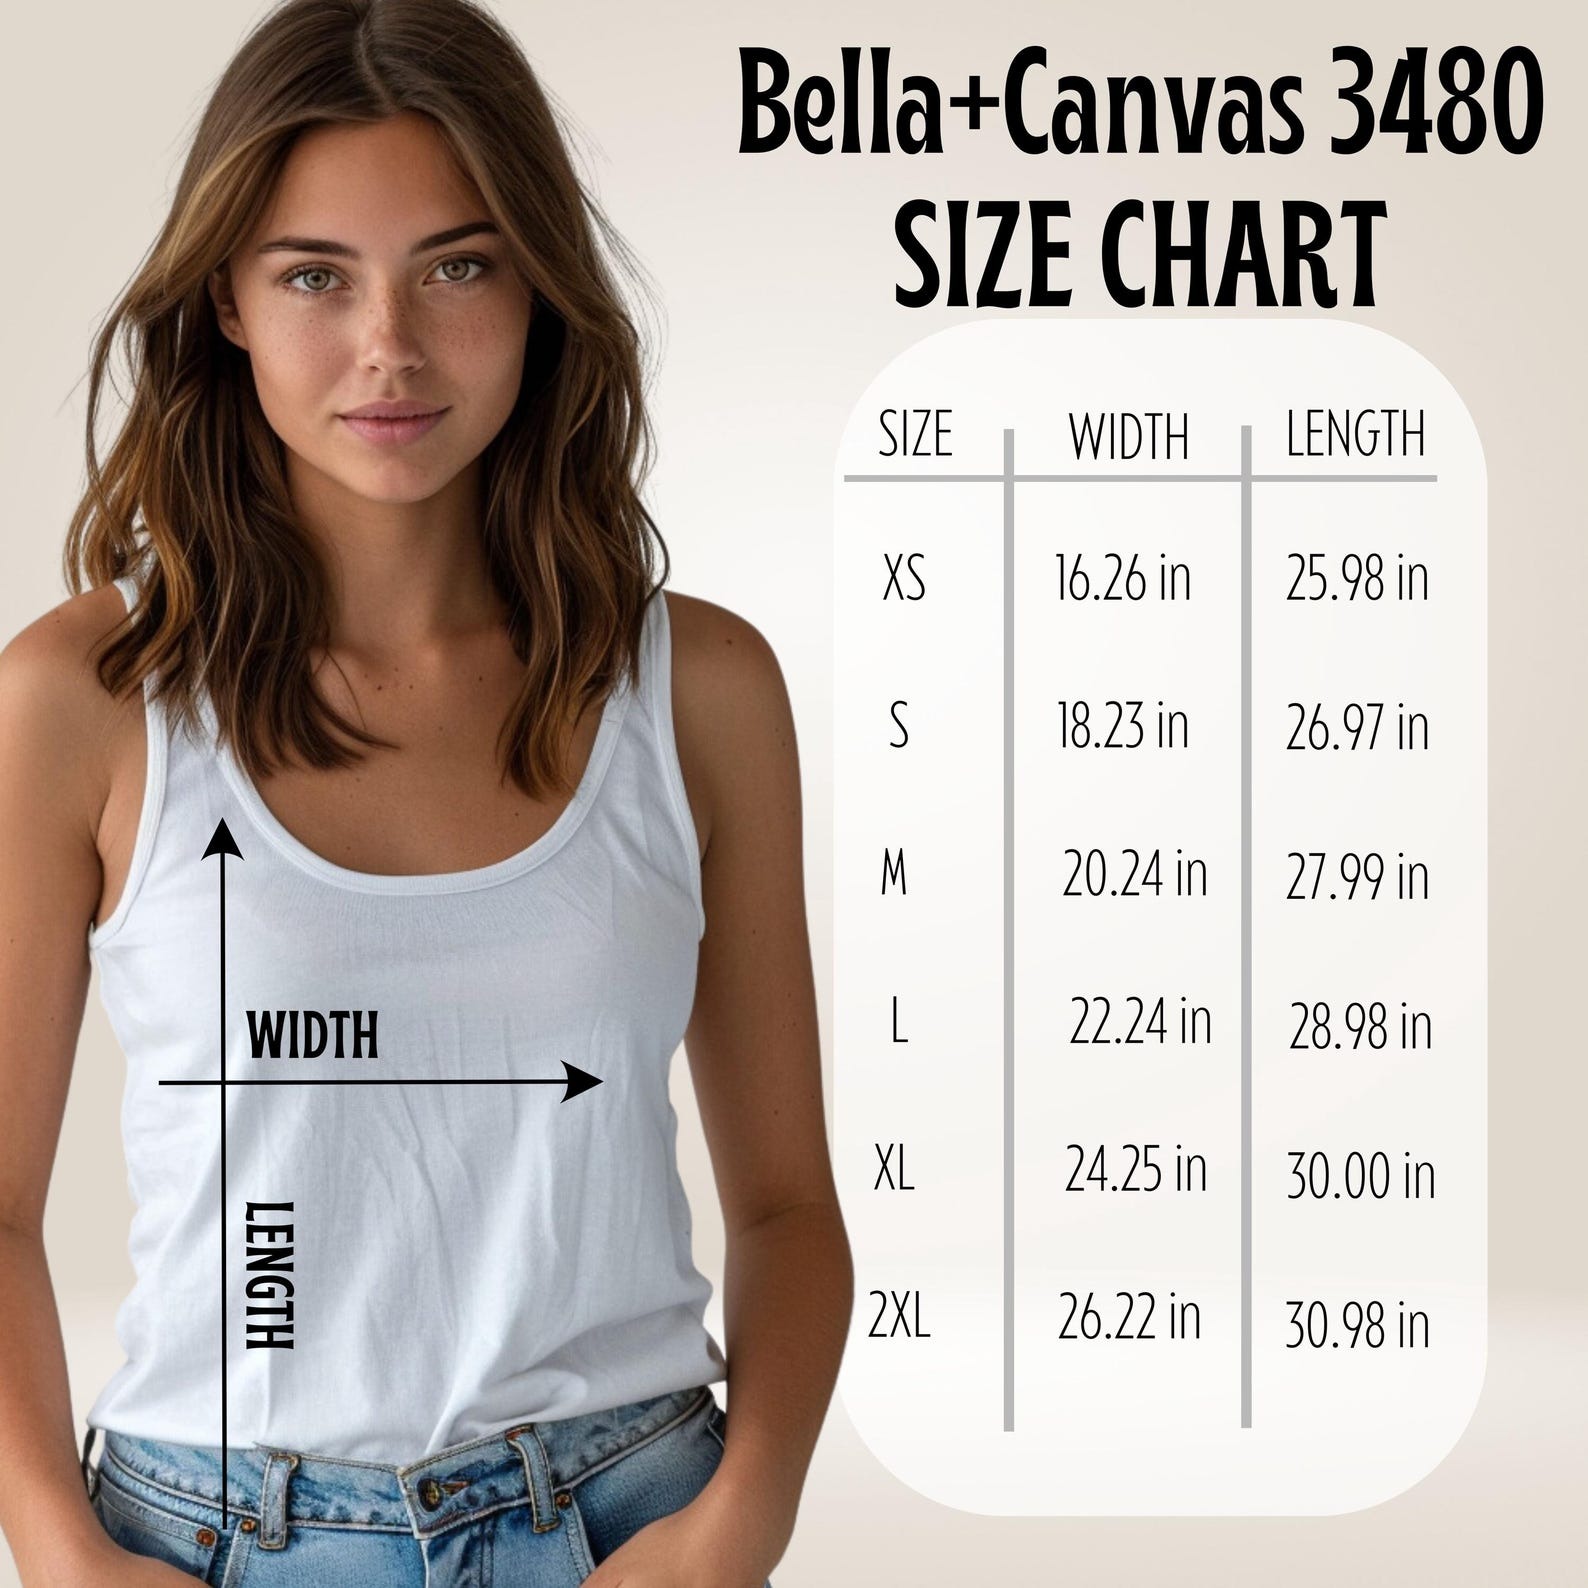 Bella+Canvas 3480
SIZE CHART
SIZE WIDTH LENGTH
XS 16.26 in 25.98 in
S 18.23 in 26.97 in
M 20.24 in 27.99 in
L 22.24 in 28.98 in
XL 24.25 in 30.00 in
2XL 26.22 in 30.98 in
WIDTH
LENGTH